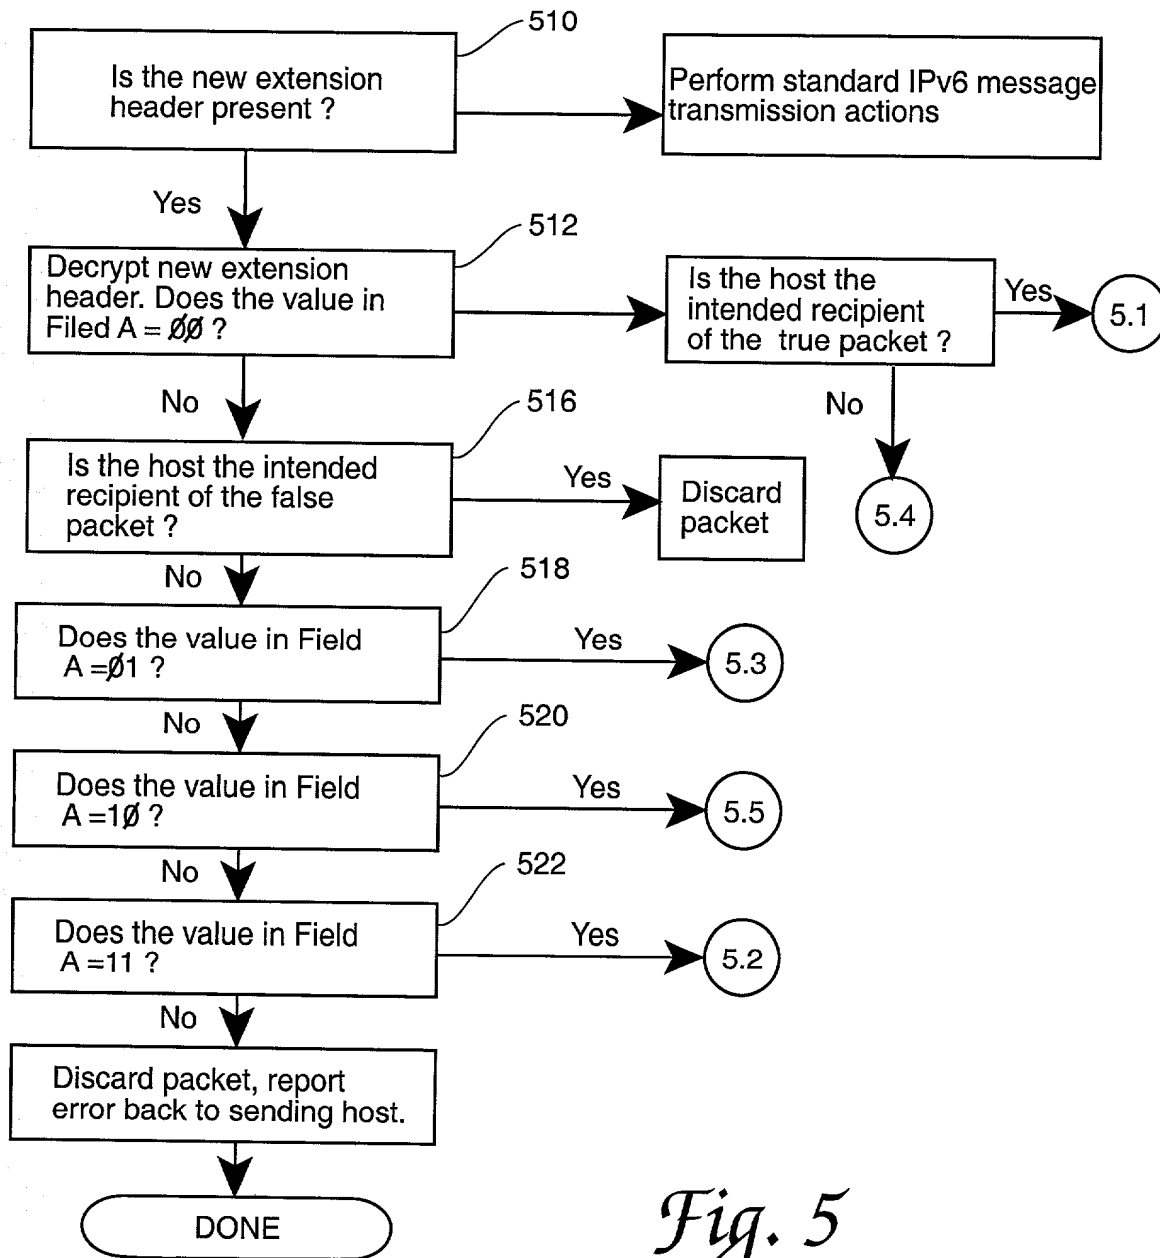 510
Is the new extension
header present ?
Perform standard IPv6 message
transmission actions
Yes
512
Decrypt new extension
header. Does the value in
Filed A = ØØ ?
Is the host the
intended recipient
of the true packet ?
Yes
5.1
No
5.4
No
516
Is the host the intended
recipient of the false
packet ?
Yes
Discard
packet
No
518
Does the value in Field
A =Ø1 ?
Yes
5.3
No
520
Does the value in Field
A =1Ø ?
Yes
5.5
No
522
Does the value in Field
A =11 ?
Yes
5.2
No
Discard packet, report
error back to sending host.
DONE
Fig. 5